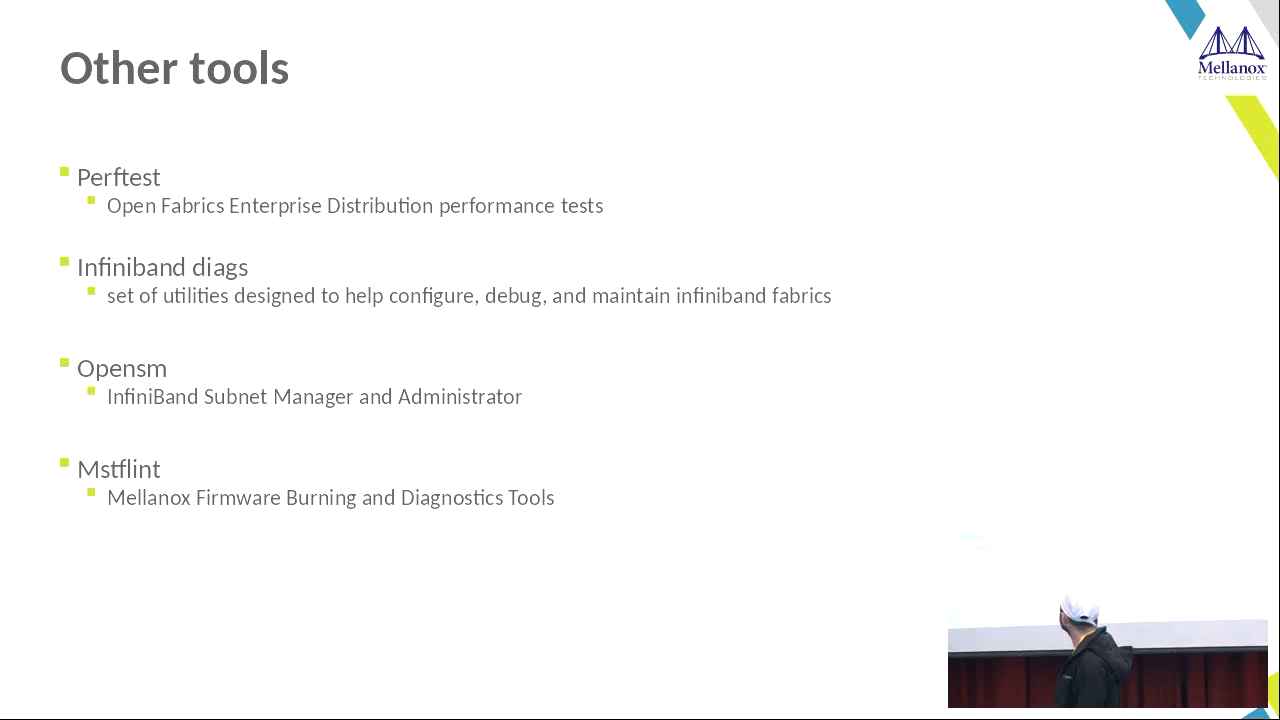 Other tools
Mellanox
TECHNOLOGIES
Perftest
Open Fabrics Enterprise Distribution performance tests
Infiniband diags
set of utilities designed to help configure, debug, and maintain infiniband fabrics
Opensm
InfiniBand Subnet Manager and Administrator
Mstflint
Mellanox Firmware Burning and Diagnostics Tools